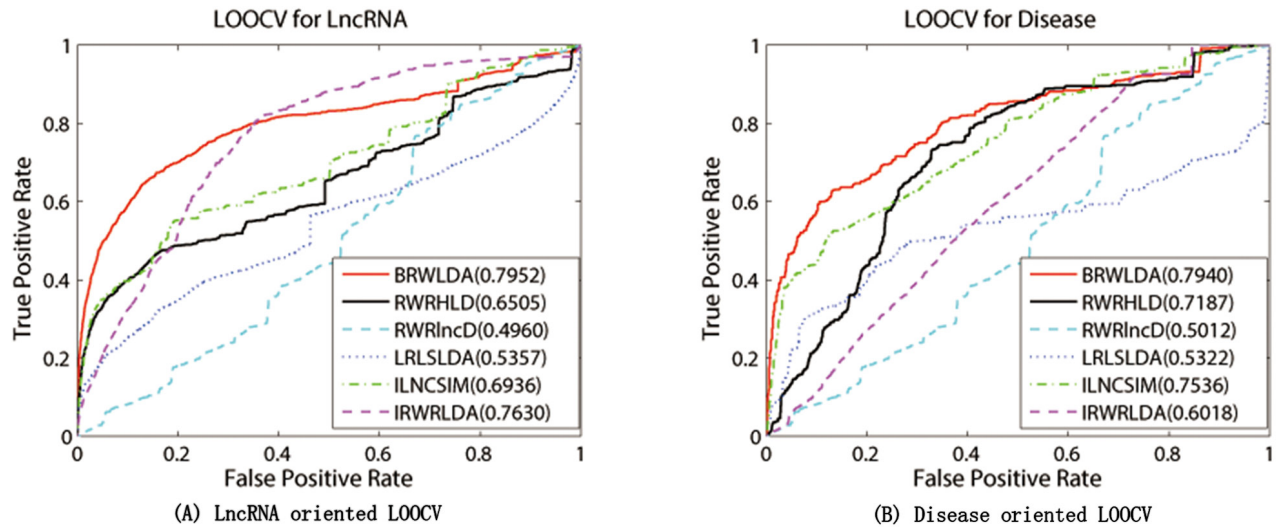 LOOCV for LncRNA
True Positive Rate
1
0.8
0.6
0.4
0.2
0
BRWLDA(0.7952)
RWRHLD(0.6505)
RWRlncD(0.4960)
LRLSLDA(0.5357)
ILNCSIM(0.6936)
IRWRLDA(0.7630)
0 0.2 0.4 0.6 0.8 1
False Positive Rate
(A) LncRNA oriented LOOCV
LOOCV for Disease
True Positive Rate
1
0.8
0.6
0.4
0.2
0
BRWLDA(0.7940)
RWRHLD(0.7187)
RWRlncD(0.5012)
LRLSLDA(0.5322)
ILNCSIM(0.7536)
IRWRLDA(0.6018)
0 0.2 0.4 0.6 0.8 1
False Positive Rate
(B) Disease oriented LOOCV